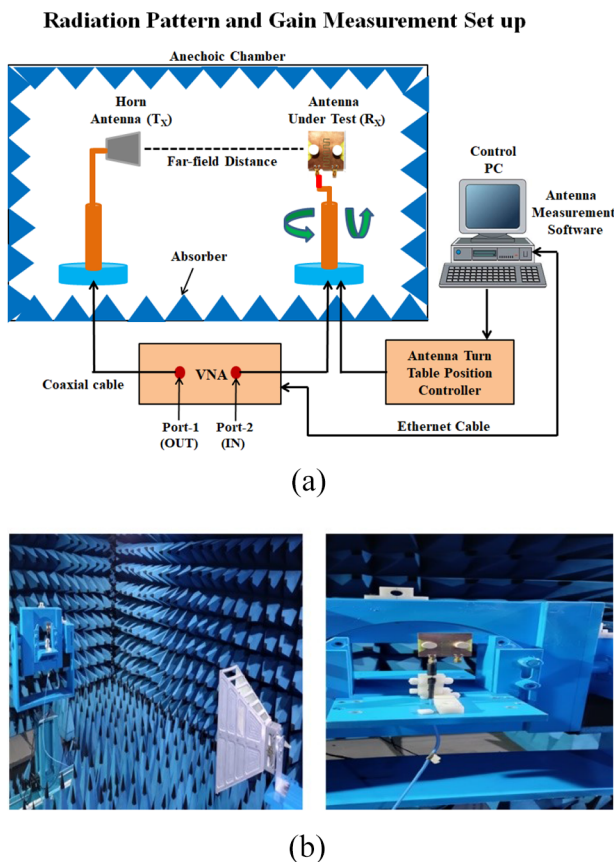 Radiation Pattern and Gain Measurement Set up
Anechoic Chamber
Horn
Antenna (TX)
Antenna
Under Test (RX)
Far-field Distance
Control
PC
Antenna
Measurement
Software
Absorber
VNA
Antenna Turn
Table Position
Controller
Coaxial cable
Port-1
(OUT)
Port-2
(IN)
Ethernet Cable
(a)
(b)